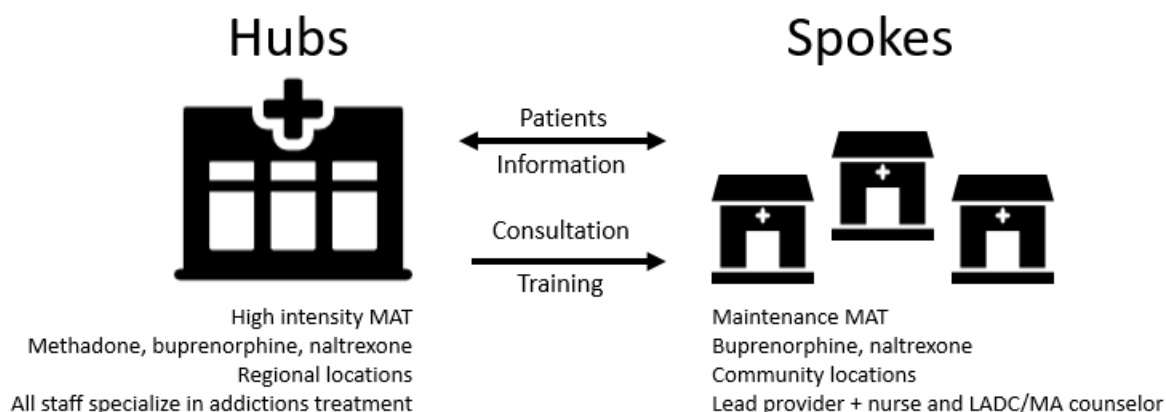 Hubs
Spokes
Patients
Information
Consultation
Training
High intensity MAT
Methadone, buprenorphine, naltrexone
Regional locations
All staff specialize in addictions treatment
Maintenance MAT
Buprenorphine, naltrexone
Community locations
Lead provider + nurse and LADC/MA counselor